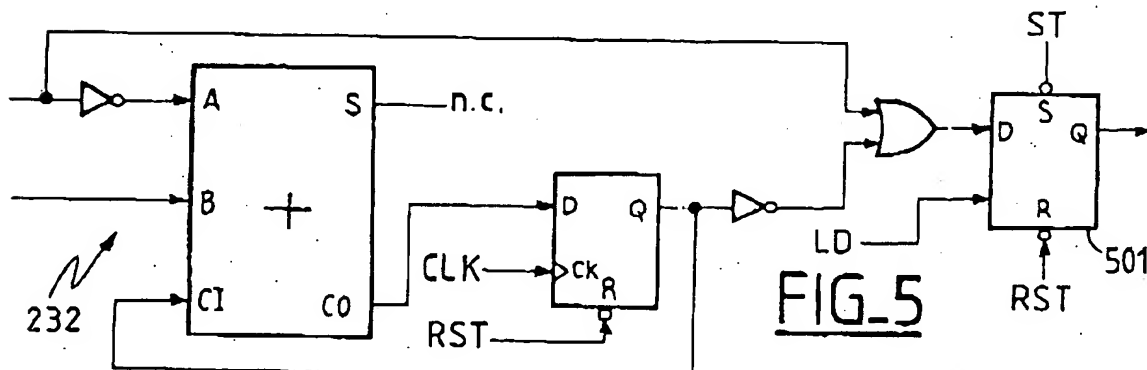 ST
A
S
n.c.
D
S
Q
B
+
D
Q
R
LD
501
CLK
CK
CI
CO
R
RST
232
RST
FIG_5